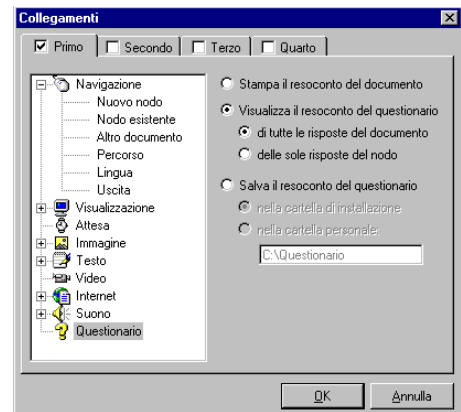 Collegamenti
Primo
Secondo
Terzo
Quarto
Navigazione
Nuovo nodo
Nodo esistente
Altro documento
Percorso
Lingua
Uscita
Visualizzazione
Attesa
Immagine
Testo
Video
Internet
Suono
Questionario
Stampa il resoconto del documento
Visualizza il resoconto del questionario
di tutte le risposte del documento
delle sole risposte del nodo
Salva il resoconto del questionario
nella cartella di installazione
nella cartella personale:
C:\Questionario
OK
Annulla